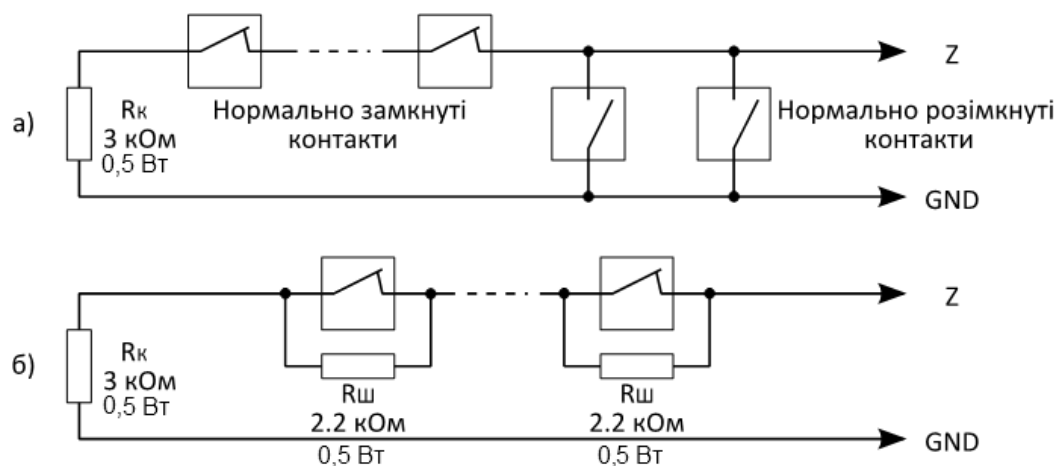 Z
а)
Rк
3 кОм
0,5 Вт
Нормально замкнуті
контакти
Нормально розімкнуті
контакти
GND
Z
б)
Rк
3 кОм
0,5 Вт
Rш
2.2 кОм
0,5 Вт
Rш
2.2 кОм
0,5 Вт
GND